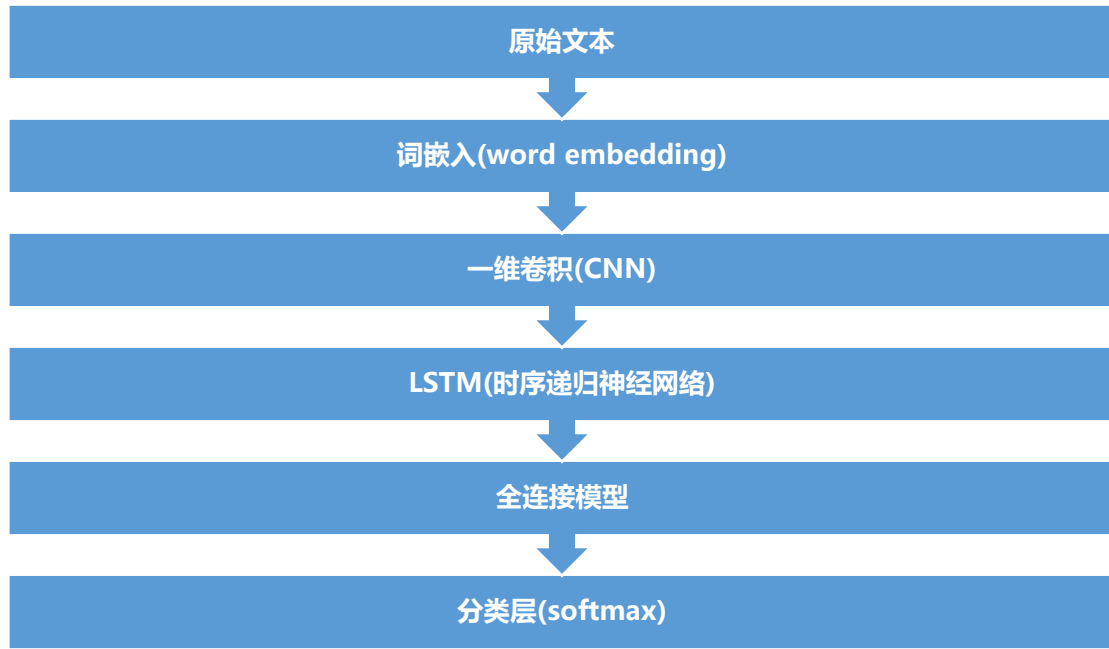 原始文本
词嵌入(word embedding)
一维卷积(CNN)
LSTM(时序递归神经网络)
全连接模型
分类层(softmax)